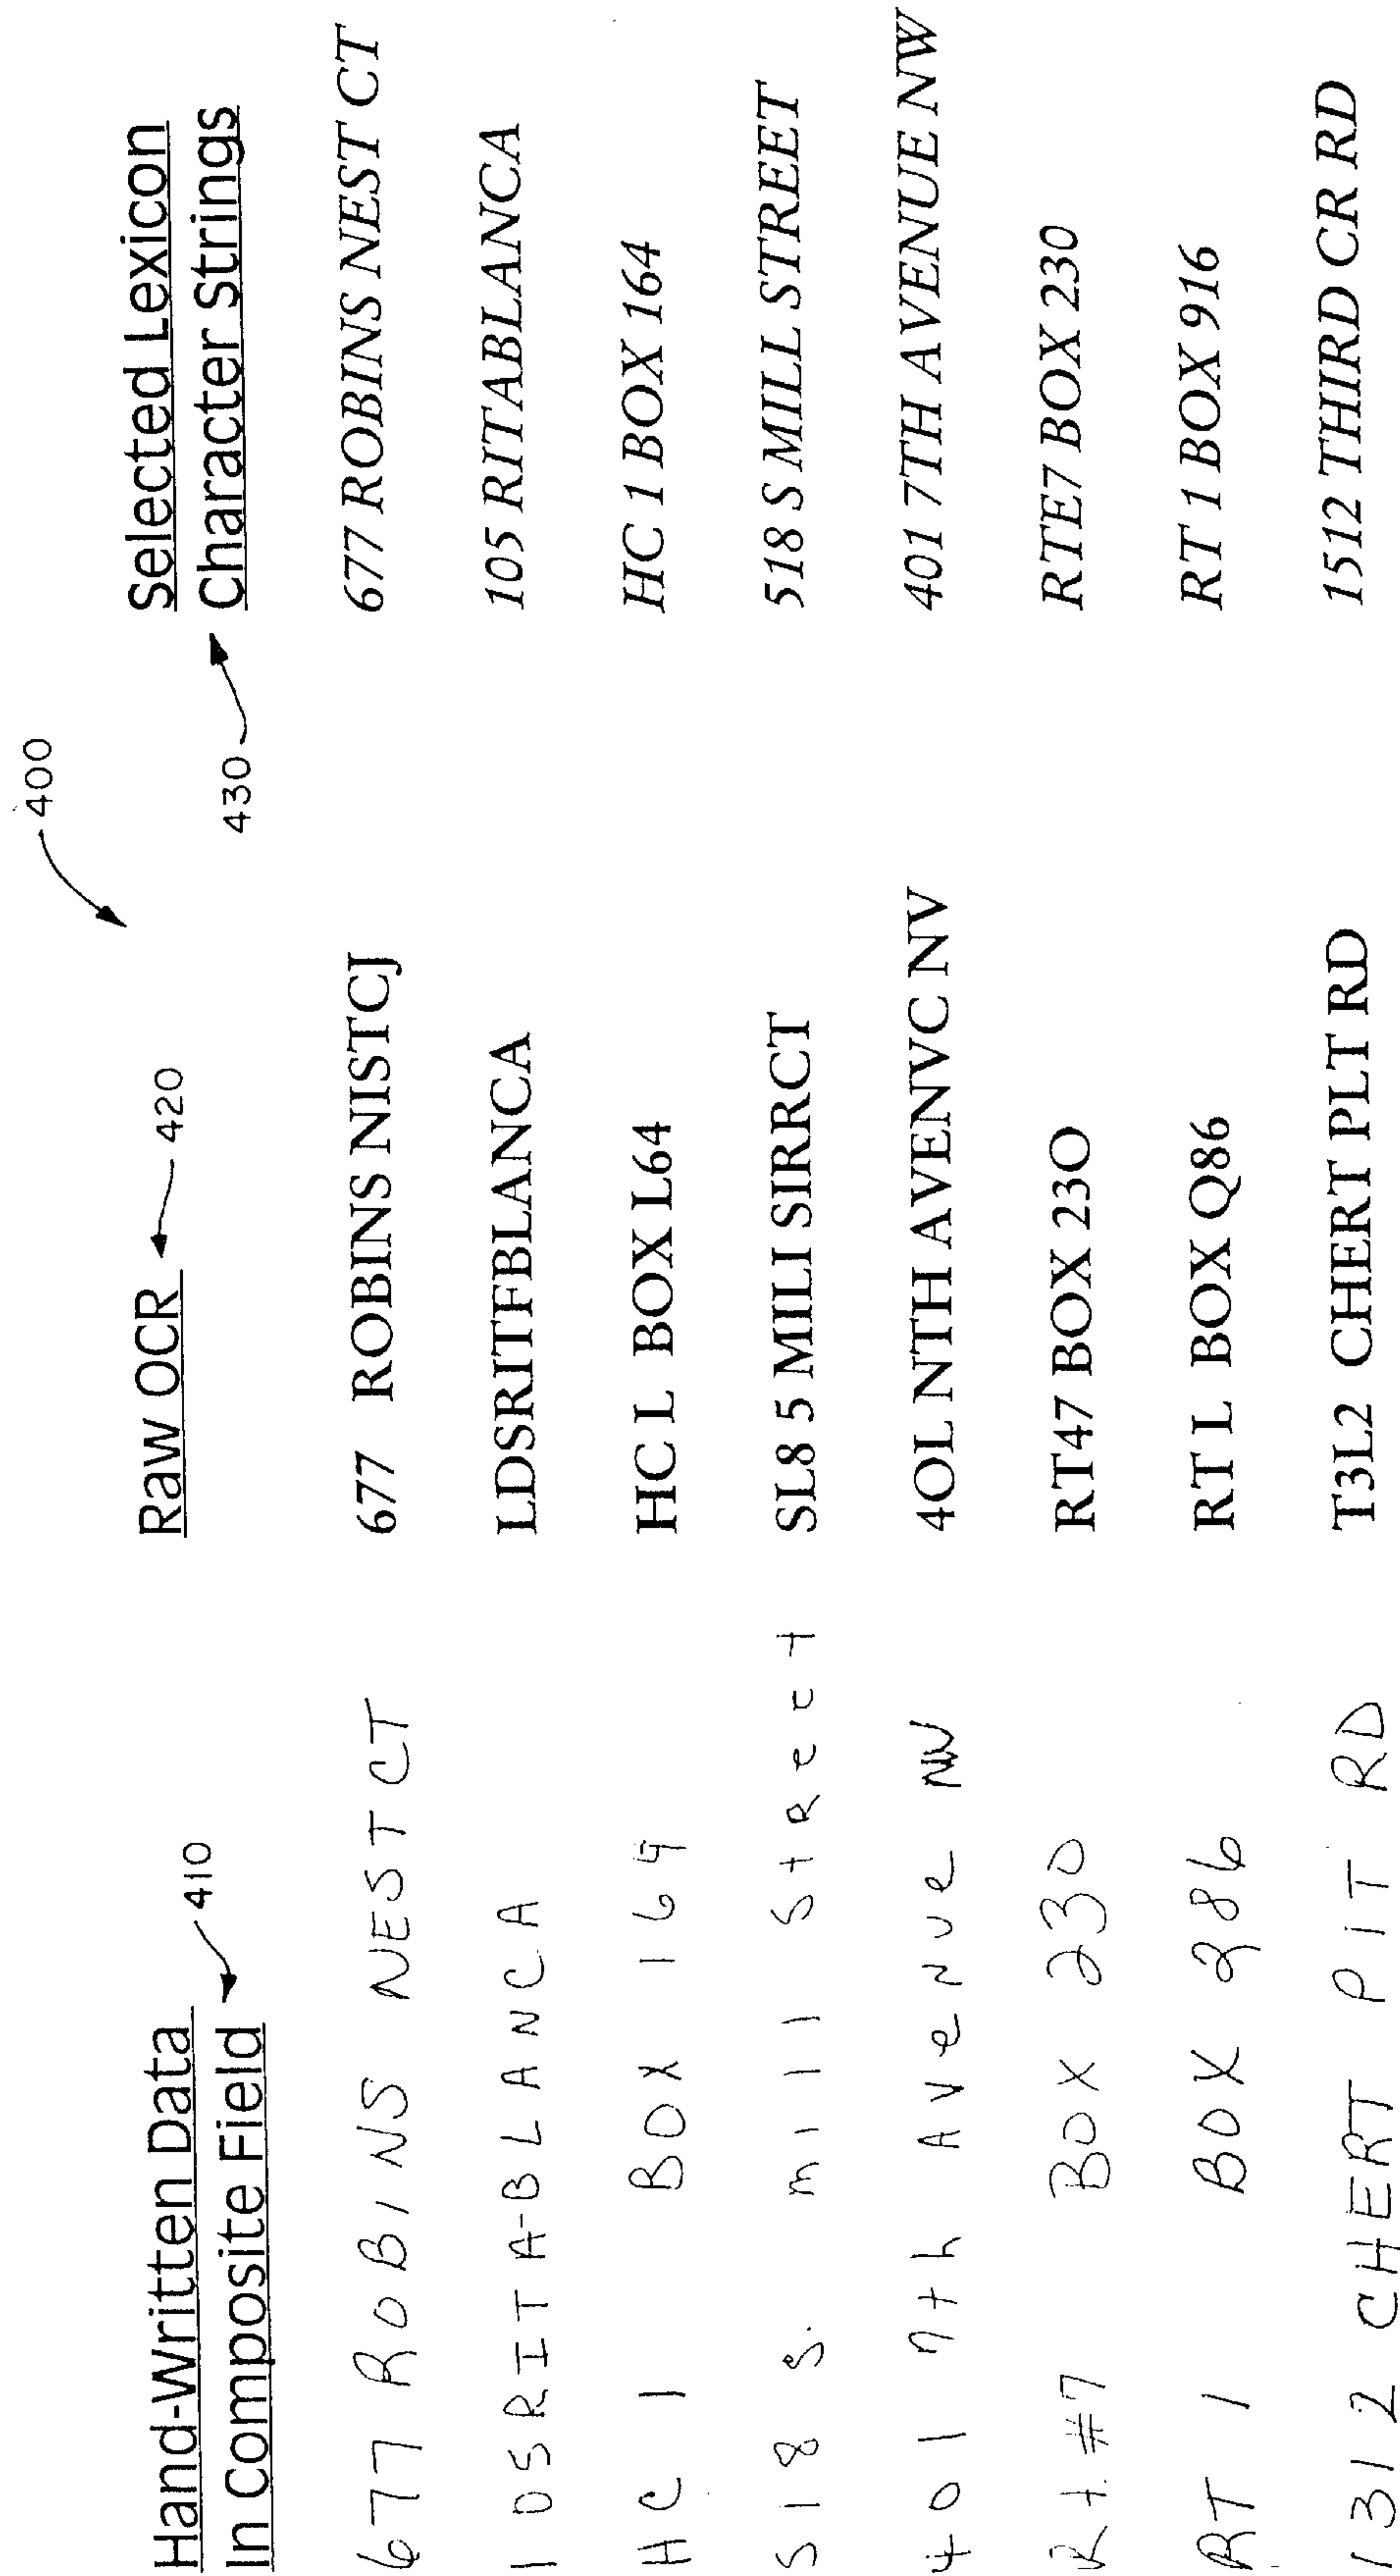 400
Hand-Written Data
In Composite Field
410
Raw OCR
420
Selected Lexicon
Character Strings
430
677 ROBINS NEST CT
677 ROBINS NISTCJ
677 ROBINS NEST CT
105RITA-BLANCA
LDSRITFBLANCA
105 RITABLANCA
HC 1 BOX 164
HC L BOX L64
HC 1 BOX 164
518 S. mill StReet
SL8 5 MILI SIRRCT
518 S MILL STREET
401 7th AveNue NW
4OL NTH AVENVC NV
401 7TH AVENUE NW
Rt.#7 BOX 230
RT47 BOX 23O
RTE7 BOX 230
RT 1 BOX 286
RT L BOX Q86
RT 1 BOX 916
1312 CHERT PIT RD
T3L2 CHERT PLT RD
1512 THIRD CR RD